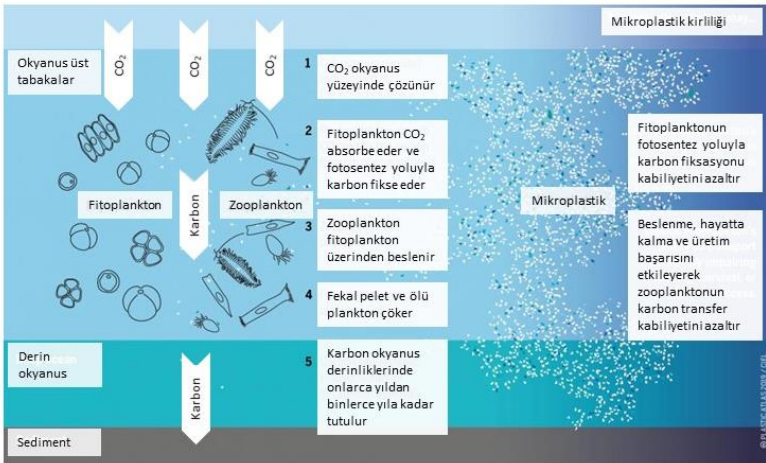 Mikroplastik kirliliği
Okyanus üst
tabakalar
CO₂
CO₂
CO₂
1
CO₂ okyanus
yüzeyinde çözünür
2
Fitoplankton CO₂
absorbe eder ve
fotosentez yoluyla
karbon fikse eder
Fitoplanktonun
fotosentez yoluyla
karbon fiksasyonu
kabiliyetini azaltır
Fitoplankton
Karbon
Zooplankton
Mikroplastik
3
Zooplankton
fitoplankton
üzerinden beslenir
Beslenme, hayatta
kalma ve üretim
başarısını
etkileyerek
zooplanktonun
karbon transfer
kabiliyetini azaltır
4
Fekal pelet ve ölü
plankton çöker
Derin
okyanus
Karbon
5
Karbon okyanus
derinliklerinde
onlarca yıldan
binlerce yıla kadar
tutulur
Sediment
© PLASTICATLAS 2019 / CIEL